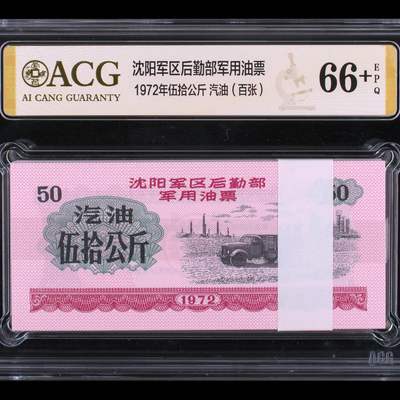 ACG
AI CANG GUARANTY
沈阳军区后勤部军用油票
1972年伍拾公斤 汽油（百张）
66+
EPQ
50
沈阳军区后勤部
军用油票
50
汽油
伍拾公斤
1972
ACG